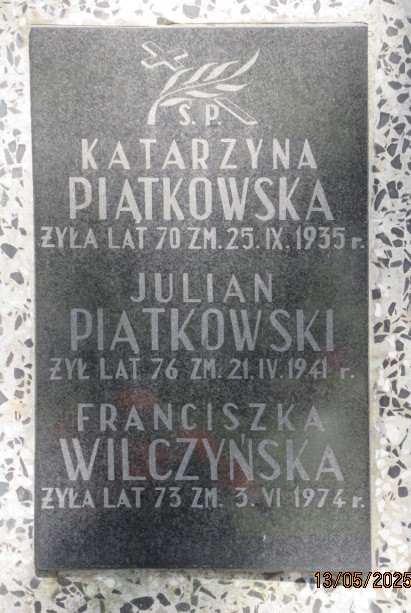 Ś.P.
KATARZYNA
PIĄTKOWSKA
ŻYŁA LAT 70 ZM. 25.IX.1935 r.
JULIAN
PIĄTKOWSKI
ŻYŁ LAT 76 ZM. 21.IV.1941 r.
FRANCISZKA
WILCZYŃSKA
ŻYŁA LAT 73 ZM. 3. VI 1974 r.
13/05/2025